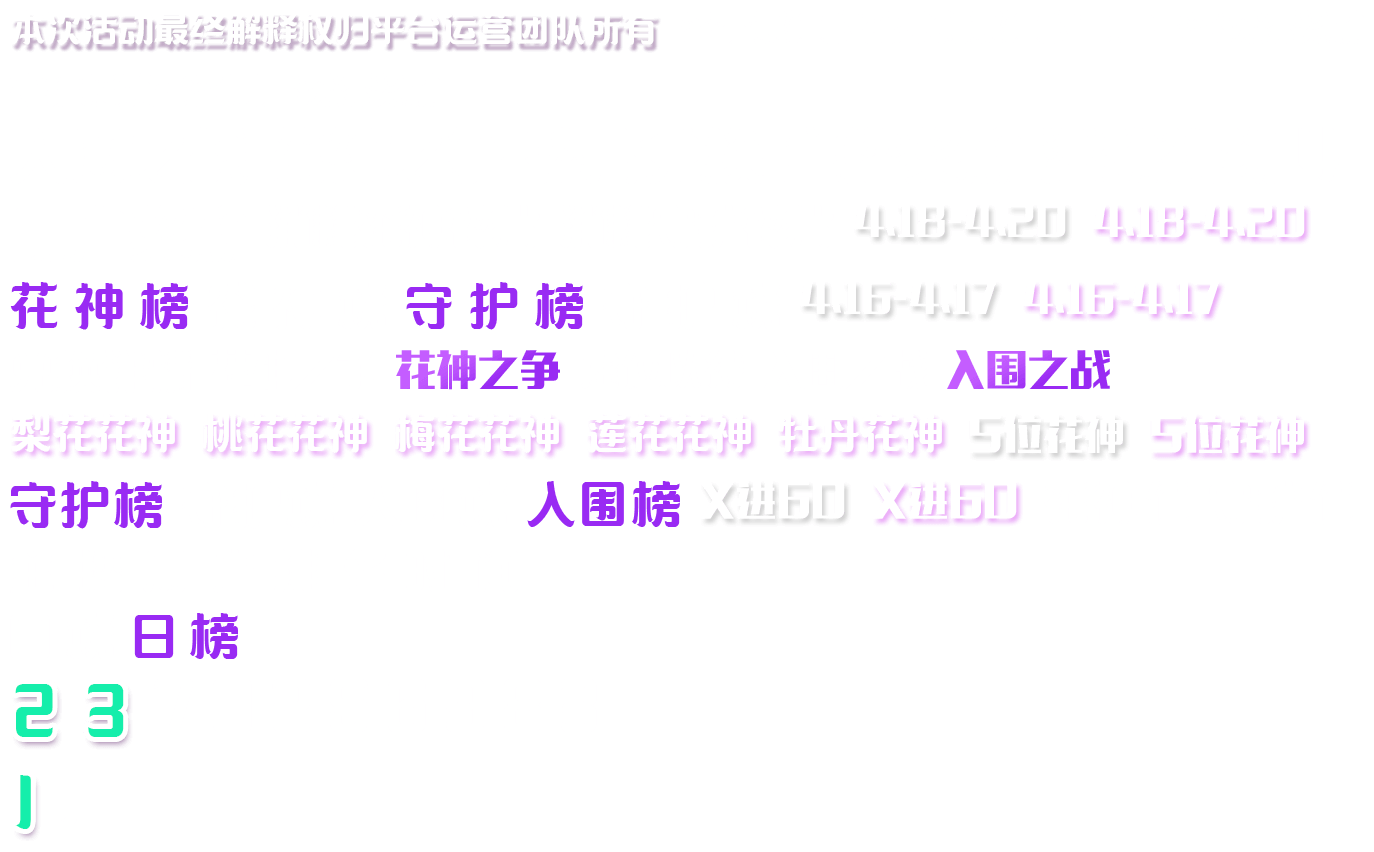 本次活动最终解释权归平台运营团队所有
4.18-4.20 4.18-4.20
花神榜 守护榜 4.16-4.17 4.16-4.17
花神之争 入围之战
梨花花神 桃花花神 梅花花神 莲花花神 牡丹花神 5位花神 5位花神
守护榜 入围榜 X进60 X进60
日榜
2 3